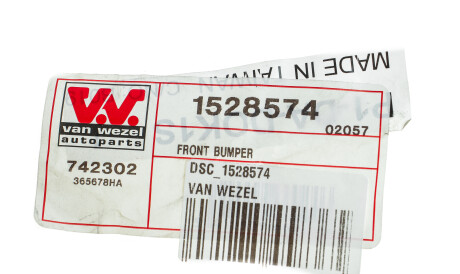 MADE IN TAIWAN
V.W.
van wezel
autoparts
1528574
02057
742302
365678HA
FRONT BUMPER
DSC_1528574
VAN WEZEL